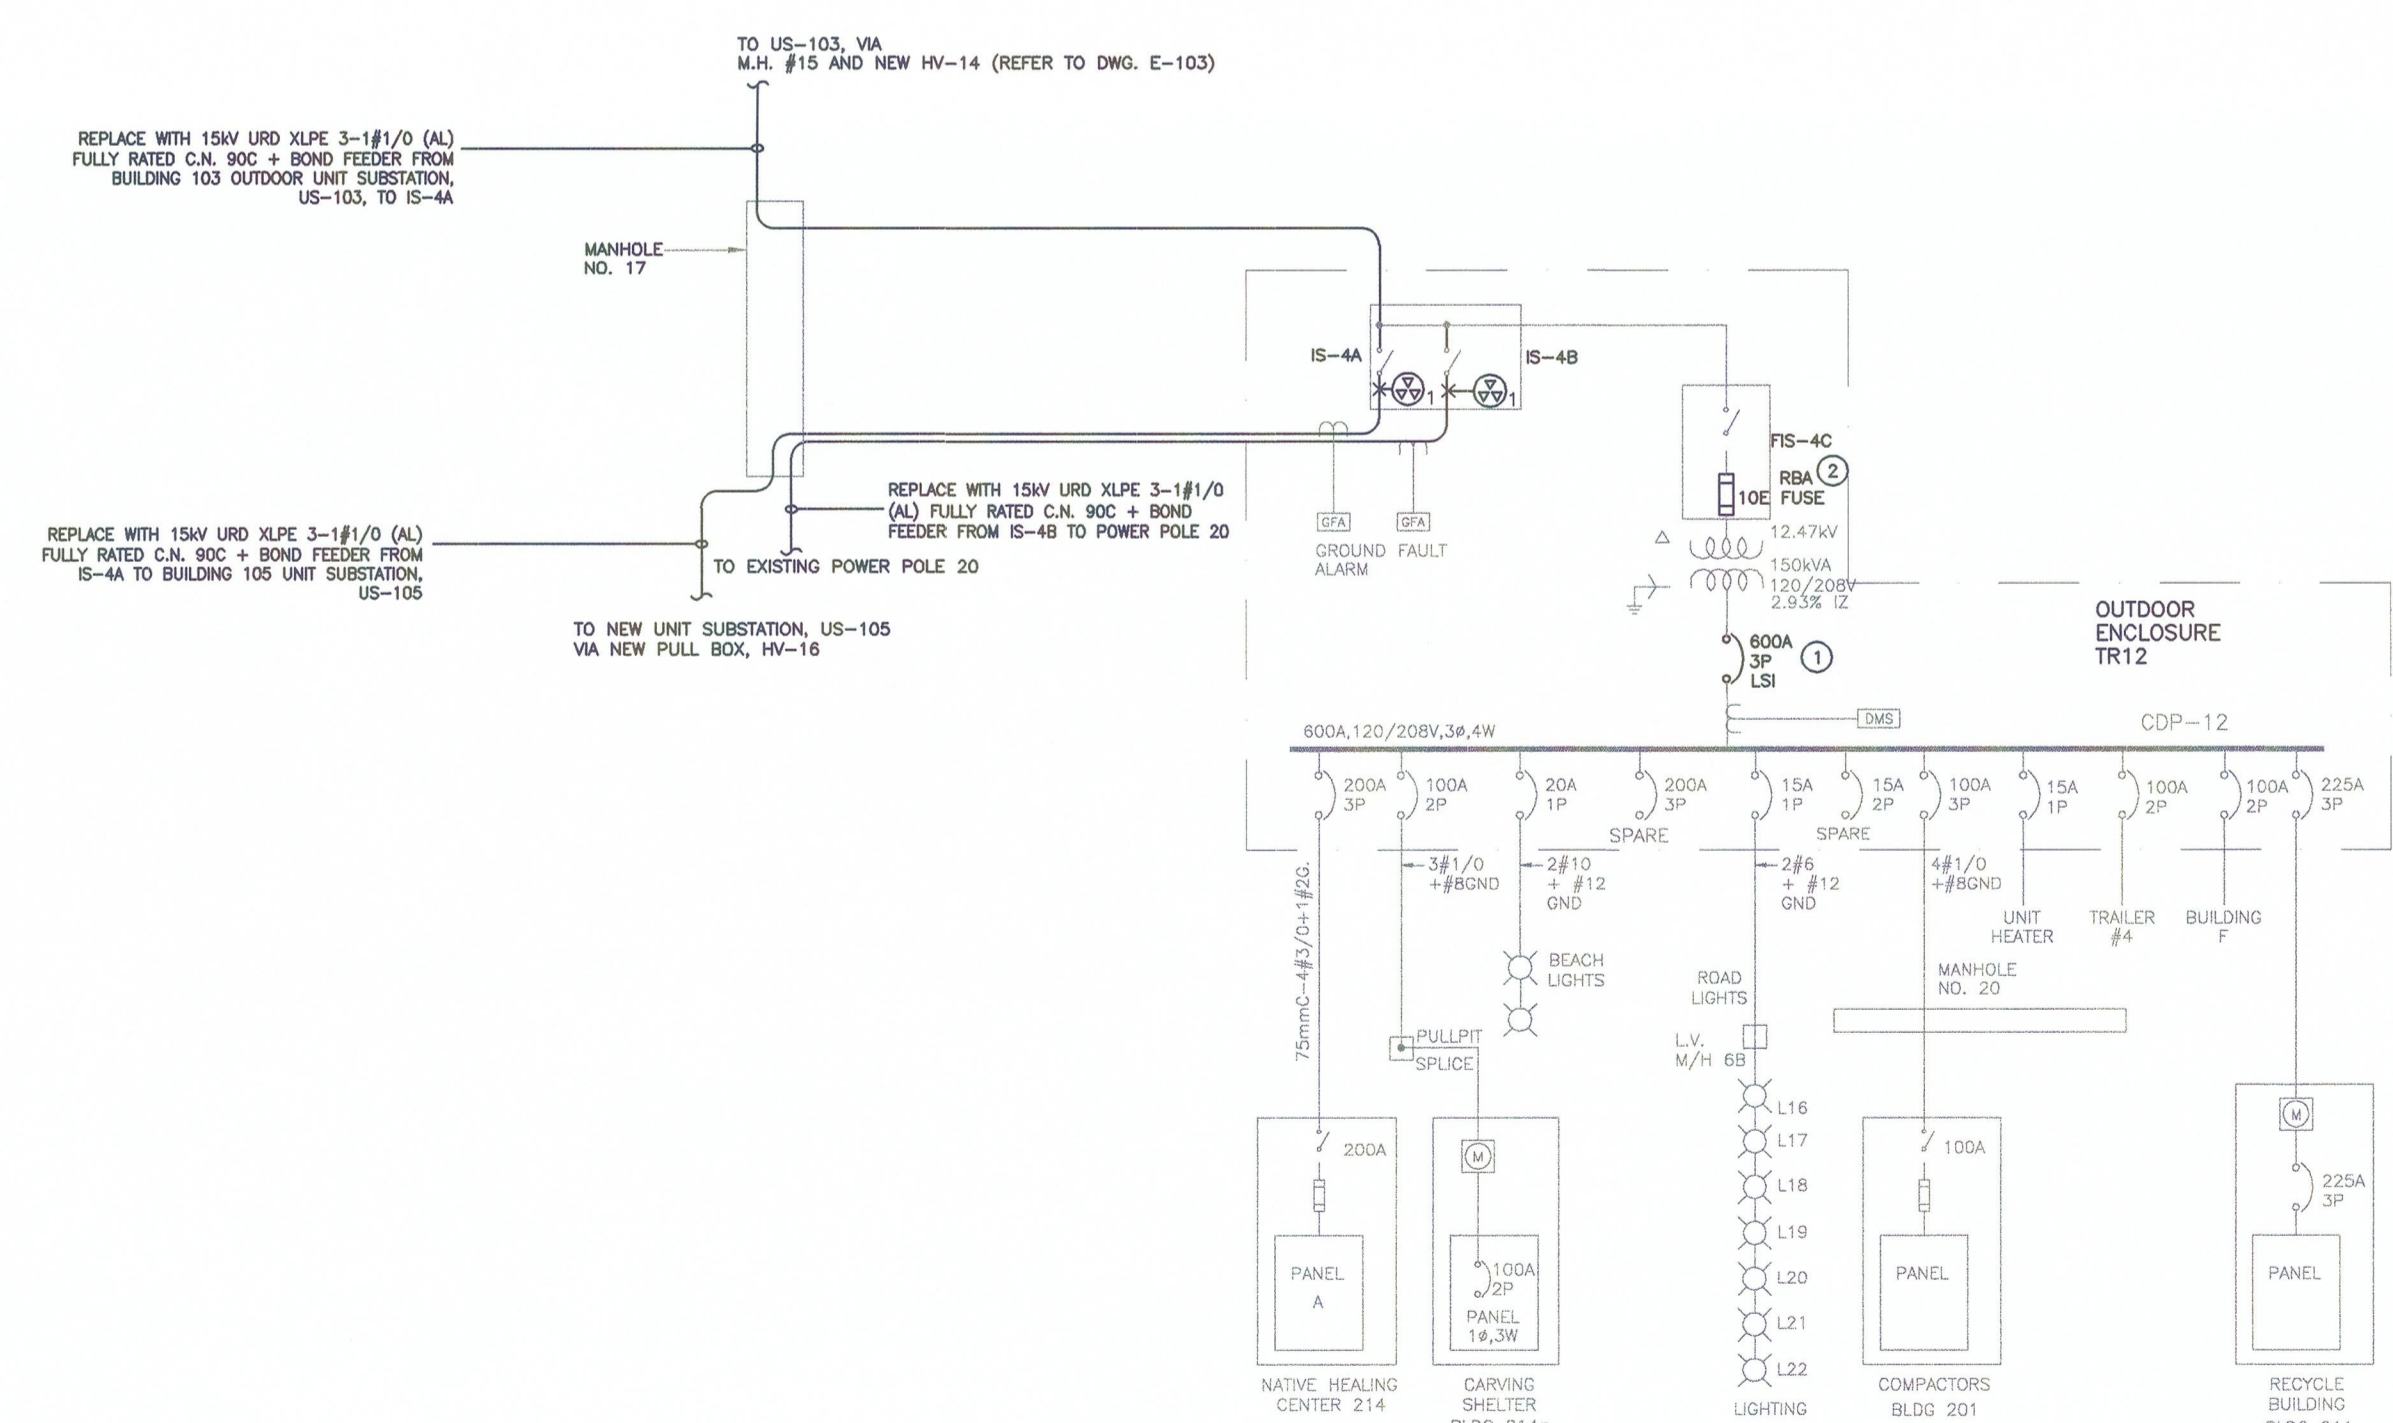 TO US-103, VIA
M.H. #15 AND NEW HV-14 (REFER TO DWG. E-103)
REPLACE WITH 15kV URD XLPE 3-1#1/0 (AL)
FULLY RATED C.N. 90C + BOND FEEDER FROM
BUILDING 103 OUTDOOR UNIT SUBSTATION,
US-103, TO IS-4A
MANHOLE
NO. 17
IS-4A
IS-4B
1
1
FIS-4C
RBA 2
10E FUSE
REPLACE WITH 15kV URD XLPE 3-1#1/0
(AL) FULLY RATED C.N. 90C + BOND
FEEDER FROM IS-4B TO POWER POLE 20
GFA
GFA
GROUND FAULT
ALARM
REPLACE WITH 15kV URD XLPE 3-1#1/0 (AL)
FULLY RATED C.N. 90C + BOND FEEDER FROM
IS-4A TO BUILDING 105 UNIT SUBSTATION,
US-105
TO EXISTING POWER POLE 20
TO NEW UNIT SUBSTATION, US-105
VIA NEW PULL BOX, HV-16
12.47kV
150kVA
120/208V
2.93% IZ
OUTDOOR
ENCLOSURE
TR12
600A
3P
LSI
1
DMS
CDP-12
600A,120/208V,3ø,4W
200A
3P
100A
2P
20A
1P
200A
3P
SPARE
15A
1P
15A
2P
SPARE
100A
3P
15A
1P
100A
2P
100A
2P
225A
3P
75mmC-4#3/0+1#2G.
3#1/0
+#8GND
2#10
+ #12
GND
2#6
+ #12
GND
4#1/0
+#8GND
UNIT
HEATER
TRAILER
#4
BUILDING
F
BEACH
LIGHTS
ROAD
LIGHTS
MANHOLE
NO. 20
PULLPIT
SPLICE
L.V.
M/H 6B
L16
L17
L18
L19
L20
L21
L22
200A
M
100A
M
225A
3P
PANEL
A
100A
2P
PANEL
1ø,3W
PANEL
PANEL
NATIVE HEALING
CENTER 214
CARVING
SHELTER
LIGHTING
COMPACTORS
BLDG 201
RECYCLE
BUILDING